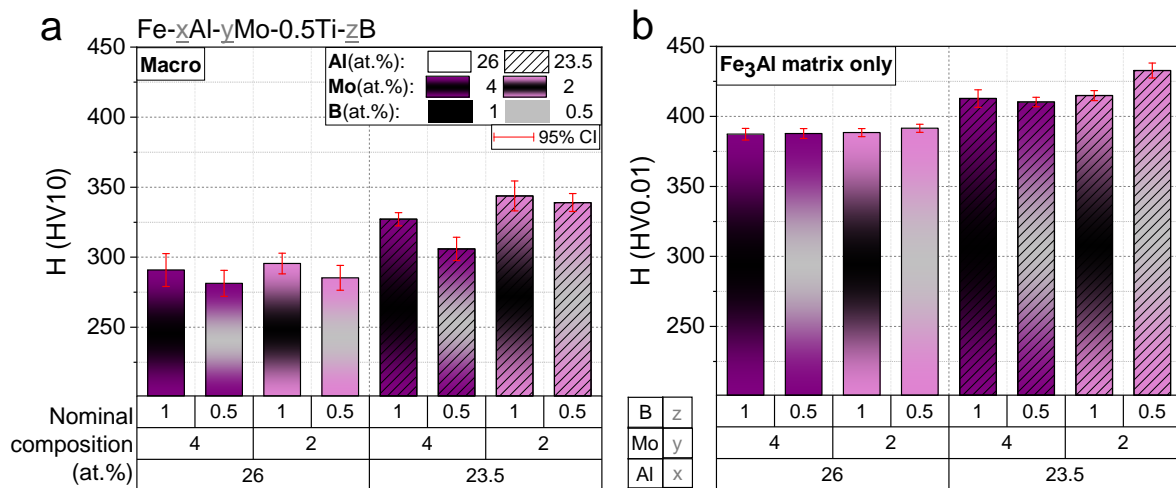 a
Fe-xAl-yMo-0.5Ti-zB
Macro
Al(at.%): 26 23.5
Mo(at.%): 4 2
B(at.%): 1 0.5
95% CI
450
400
350
300
250
H (HV10)
Nominal composition (at.%)
1 0.5 1 0.5 1 0.5 1 0.5
4 2 4 2
26 23.5
b
Fe3Al matrix only
450
400
350
300
250
H (HV0.01)
B z
Mo y
Al x
1 0.5 1 0.5 1 0.5 1 0.5
4 2 4 2
26 23.5